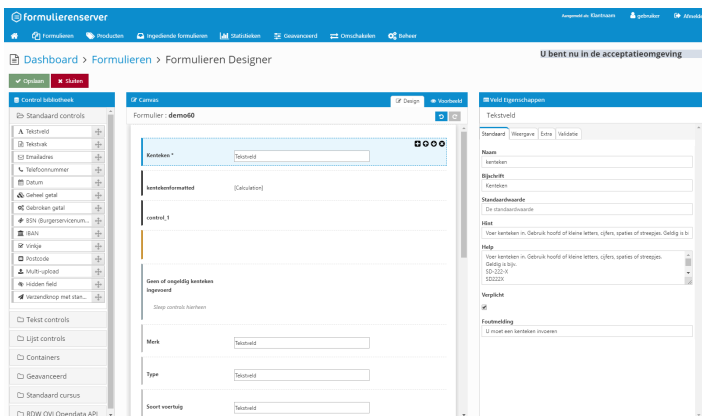 formulierenserver
Aangemeld als: Klantnaam
gebruiker
Afmelde
Formulieren
Producten
Ingediende formulieren
Statistieken
Geavanceerd
Omschakelen
Beheer
Dashboard > Formulieren > Formulieren Designer
U bent nu in de acceptatieomgeving
Opslaan
Sluiten
Control bibliotheek
Standaard controls
Tekstveld
Tekstvak
Emailadres
Telefoonnummer
Datum
Geheel getal
Gebroken getal
BSN (Burgerservicenum...
IBAN
Vinkje
Postcode
Multi-upload
Hidden field
Verzendknop met stan...
Tekst controls
Lijst controls
Containers
Geavanceerd
Standaard cursus
RDW OVI Opendata API
Canvas
Design
Voorbeeld
Formulier : demo60
Kenteken *
Tekstveld
kentekenformatted
[Calculation]
control_1
Geen of ongeldig kenteken
ingevoerd
Sleep controls hierheen
Merk
Tekstveld
Type
Tekstveld
Soort voertuig
Tekstveld
Veld Eigenschappen
Tekstveld
Standaard
Weergave
Extra
Validatie
Naam
kenteken
Bijschrift
Kenteken
Standaardwaarde
De standaardwaarde
Hint
Voer kenteken in. Gebruik hoofd of kleine letters, cijfers, spaties of streepjes. Geldig is bi
Help
Voer kenteken in. Gebruik hoofd of kleine letters, cijfers, spaties of streepjes.
Geldig is bijv.
SD-222-X
SD222X
Verplicht
Foutmelding
U moet een kenteken invoeren